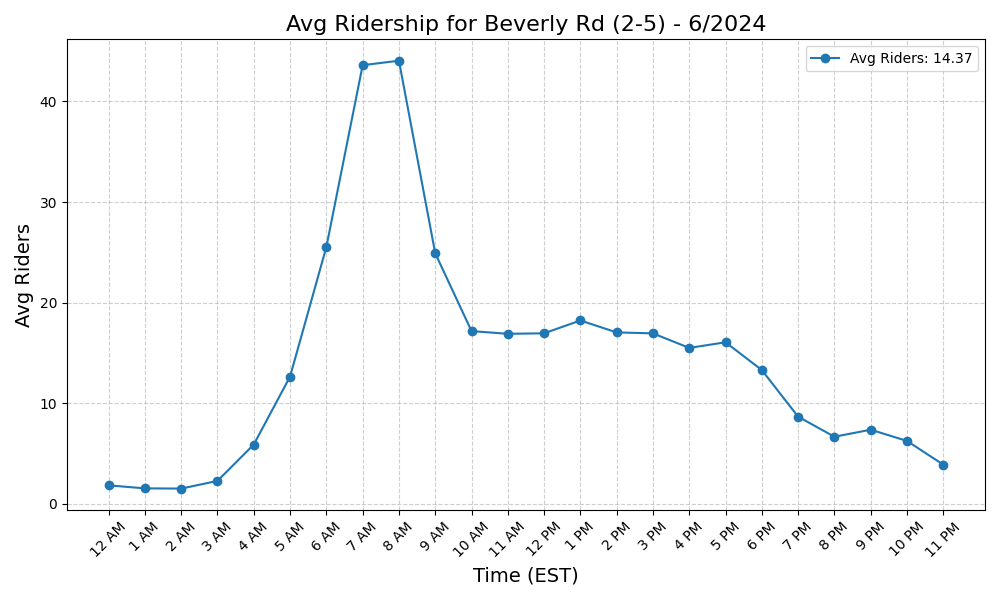 Avg Ridership for Beverly Rd (2-5) - 6/2024
Avg Riders: 14.37
Avg Riders
40
30
20
10
0
12 AM
1 AM
2 AM
3 AM
4 AM
5 AM
6 AM
7 AM
8 AM
9 AM
10 AM
11 AM
12 PM
1 PM
2 PM
3 PM
4 PM
5 PM
6 PM
7 PM
8 PM
9 PM
10 PM
11 PM
Time (EST)